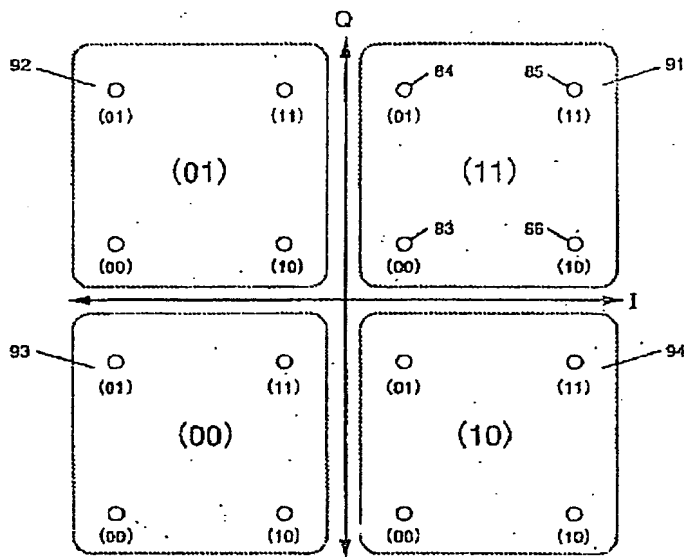 Q
92 84 85 91
(01) (11) (01) (11)
(01) (11)
83 86
(00) (10) (00) (10)
I
93 94
(01) (11) (01) (11)
(00) (10)
(00) (10) (00) (10)